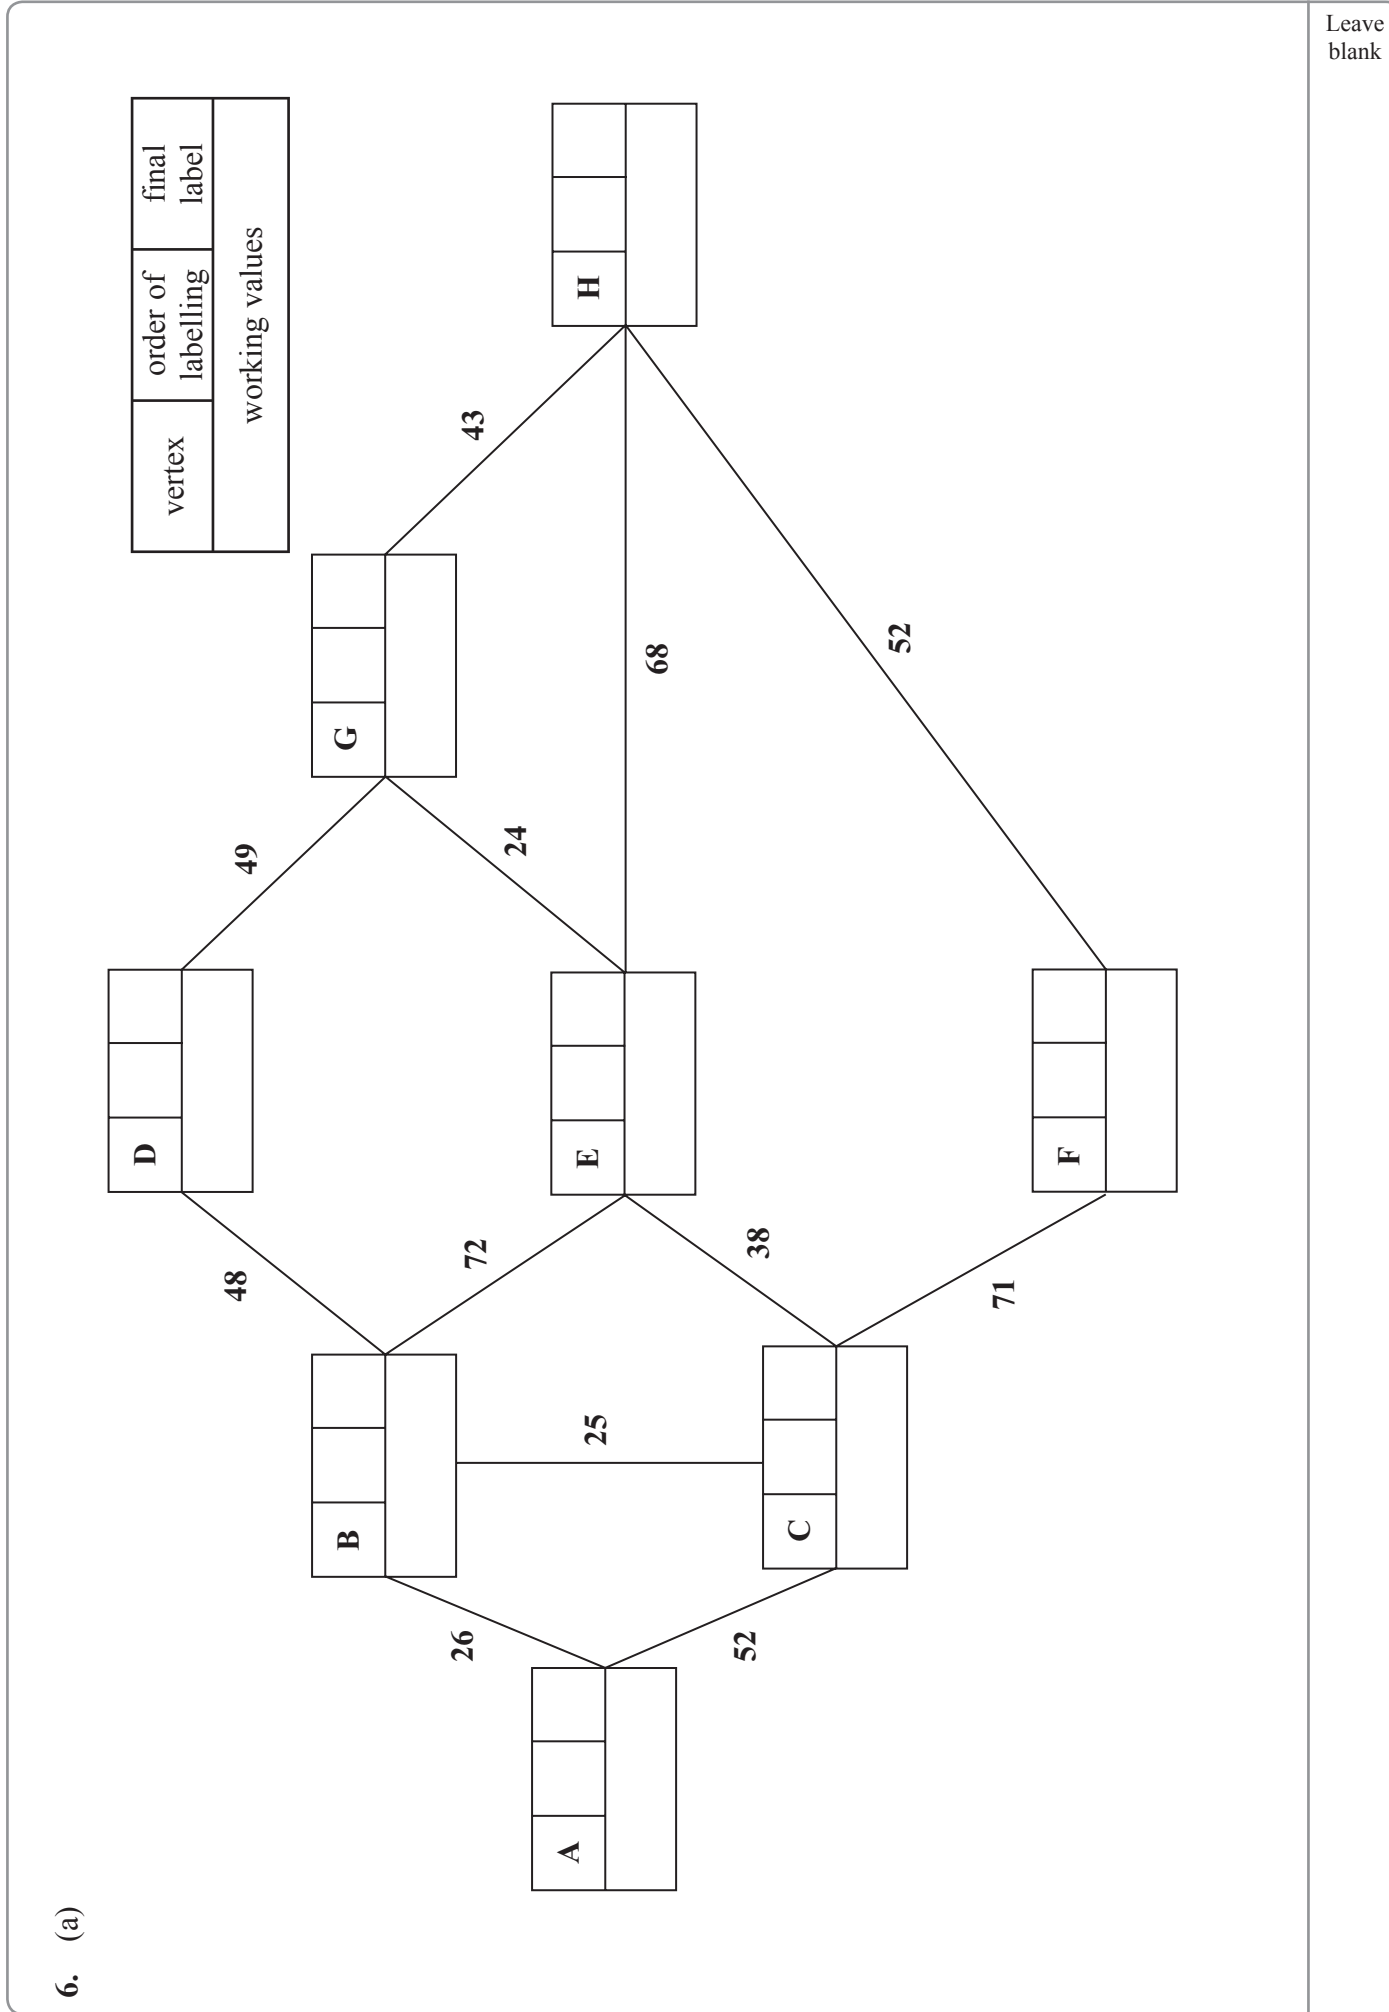 Leave
blank
6. (a)
vertex
order of
labelling
final
label
working values
D
48
49
B
26
72
G
24
43
A
25
E
68
H
52
C
38
71
F
52